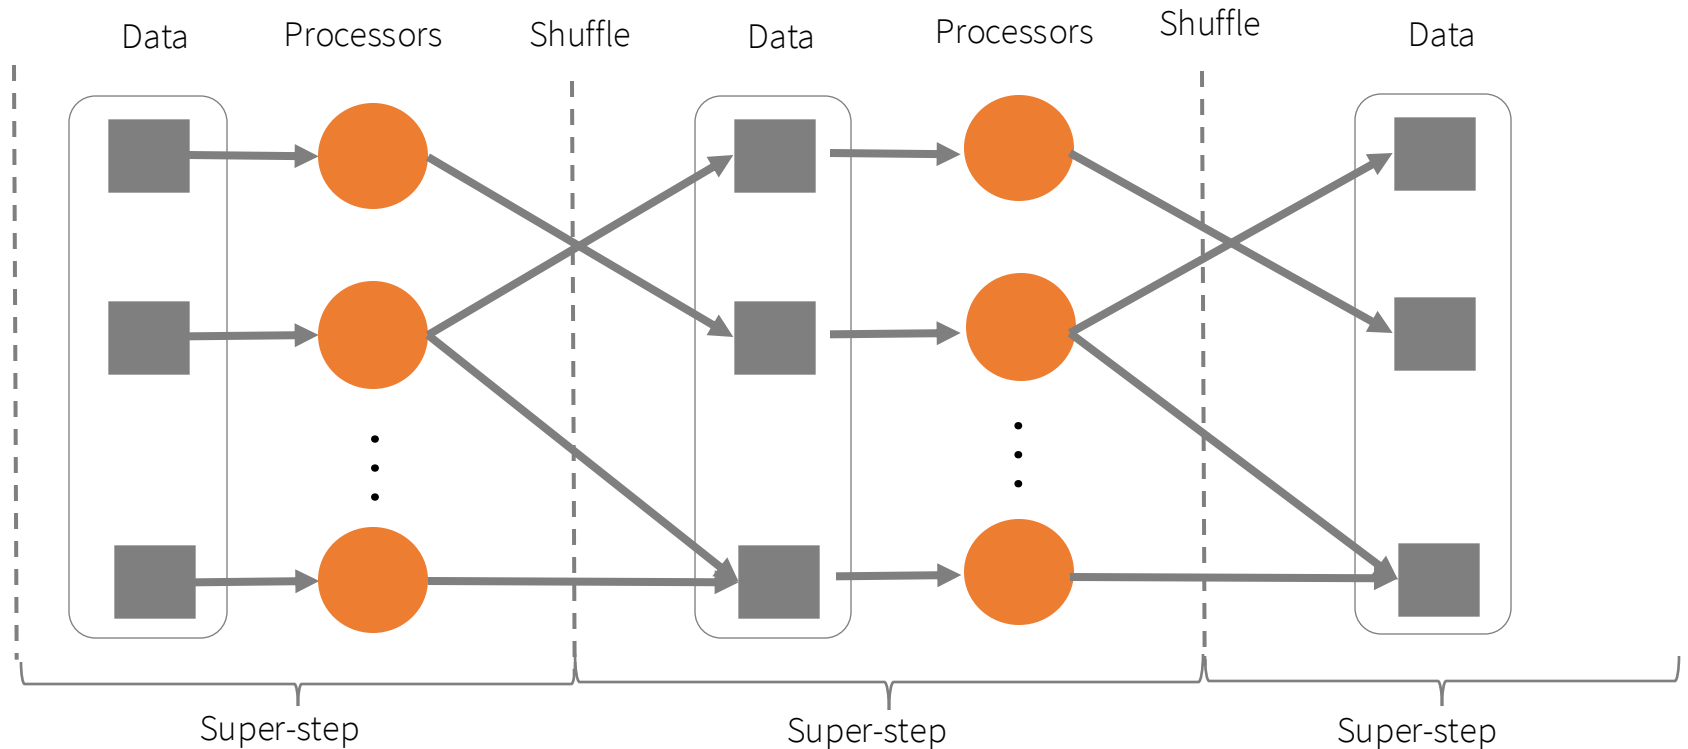 Data
Processors
Shuffle
Data
Processors
Shuffle
Data
Super-step
Super-step
Super-step